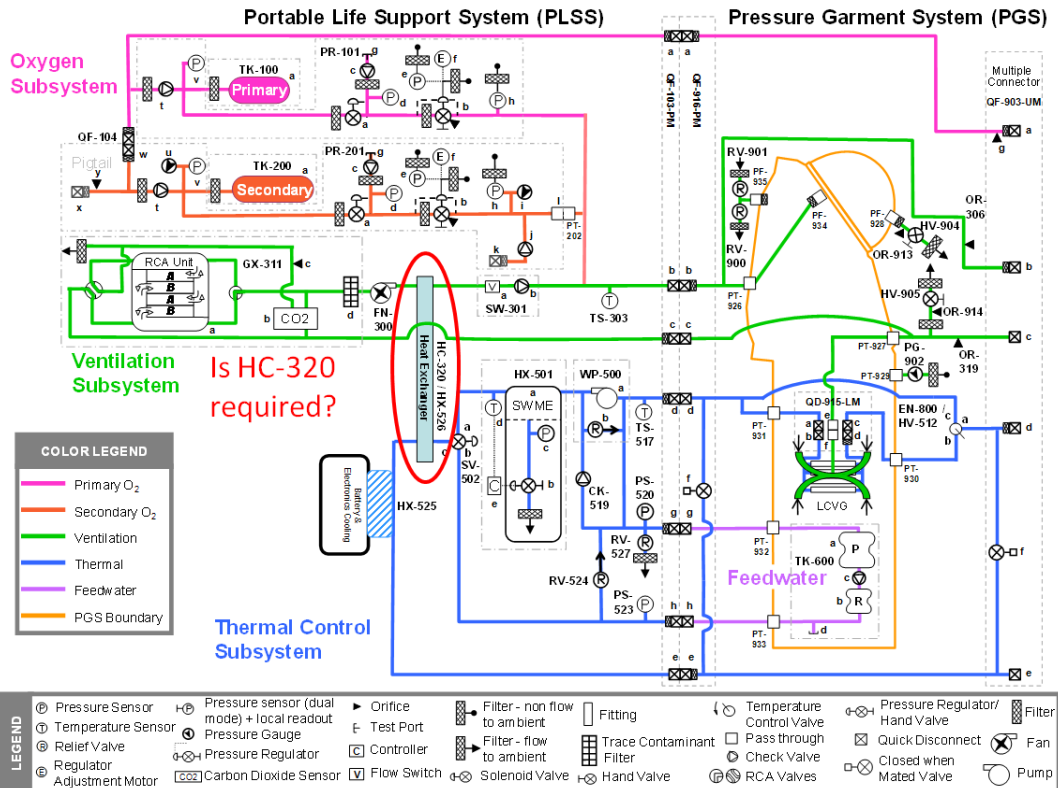 Portable Life Support System (PLSS)
Pressure Garment System (PGS)
Oxygen
Subsystem
PR-101
g
E
f
TK-100
a
Primary
P
v
t
c
P
d
e
P
a
b
P
h
a
a
a
a
QF-103-PM
QF-916-PM
Multiple
Connector
QF-903-UM
a
g
QF-104
w
Pigtail
y
x
u
P
v
t
TK-200
a
Secondary
PR-201
g
c
P
d
a
E
f
e
P
b
P
h
i
i
j
k
l
PT-
202
RV-901
R
R
RV-
900
PF-
935
PF-
934
PF-
928
HV-904
OR-913
OR-
306
HV-905
OR-914
RCA Unit
A
B
A
B
a
GX-311
c
b
CO2
d
FN-
300
V
a
b
SW-301
T
TS-303
b
b
b
c
c
c
PT-
926
PT-927
PG-
902
PT-929
OR-
319
Ventilation
Subsystem
Is HC-320
required?
HC-320 / HX-526
Heat Exchanger
HX-501
SWME
a
T
d
P
c
b
C
e
WP-500
a
R
b
T
TS-
517
d
d
d
a
b
c
SV-
502
QD-915-LM
a
b
e
f
c
d
LCVG
EN-800 /
HV-512
c
a
b
PT-
931
PT-
930
COLOR LEGEND
Primary O2
Secondary O2
Ventilation
Thermal
Feedwater
PGS Boundary
Battery &
Electronics Cooling
HX-525
CK-
519
PS-
520
P
R
RV-
527
RV-524
R
PS-
523
P
f
g
g
h
h
e
e
e
f
PT-
932
PT-
933
Feedwater
TK-600
a
P
c
b
R
d
Thermal Control
Subsystem
LEGEND
P Pressure Sensor
T Temperature Sensor
R Relief Valve
E Regulator
Adjustment Motor
P Pressure sensor (dual
mode) + local readout
Pressure Gauge
Pressure Regulator
CO2 Carbon Dioxide Sensor
Orifice
Test Port
C Controller
V Flow Switch
Filter - non flow
to ambient
Filter - flow
to ambient
Solenoid Valve
Fitting
Trace Contaminant
Filter
Hand Valve
Temperature
Control Valve
Pass through
Check Valve
RCA Valves
Pressure Regulator/
Hand Valve
Quick Disconnect
Closed when
Mated Valve
Filter
Fan
Pump